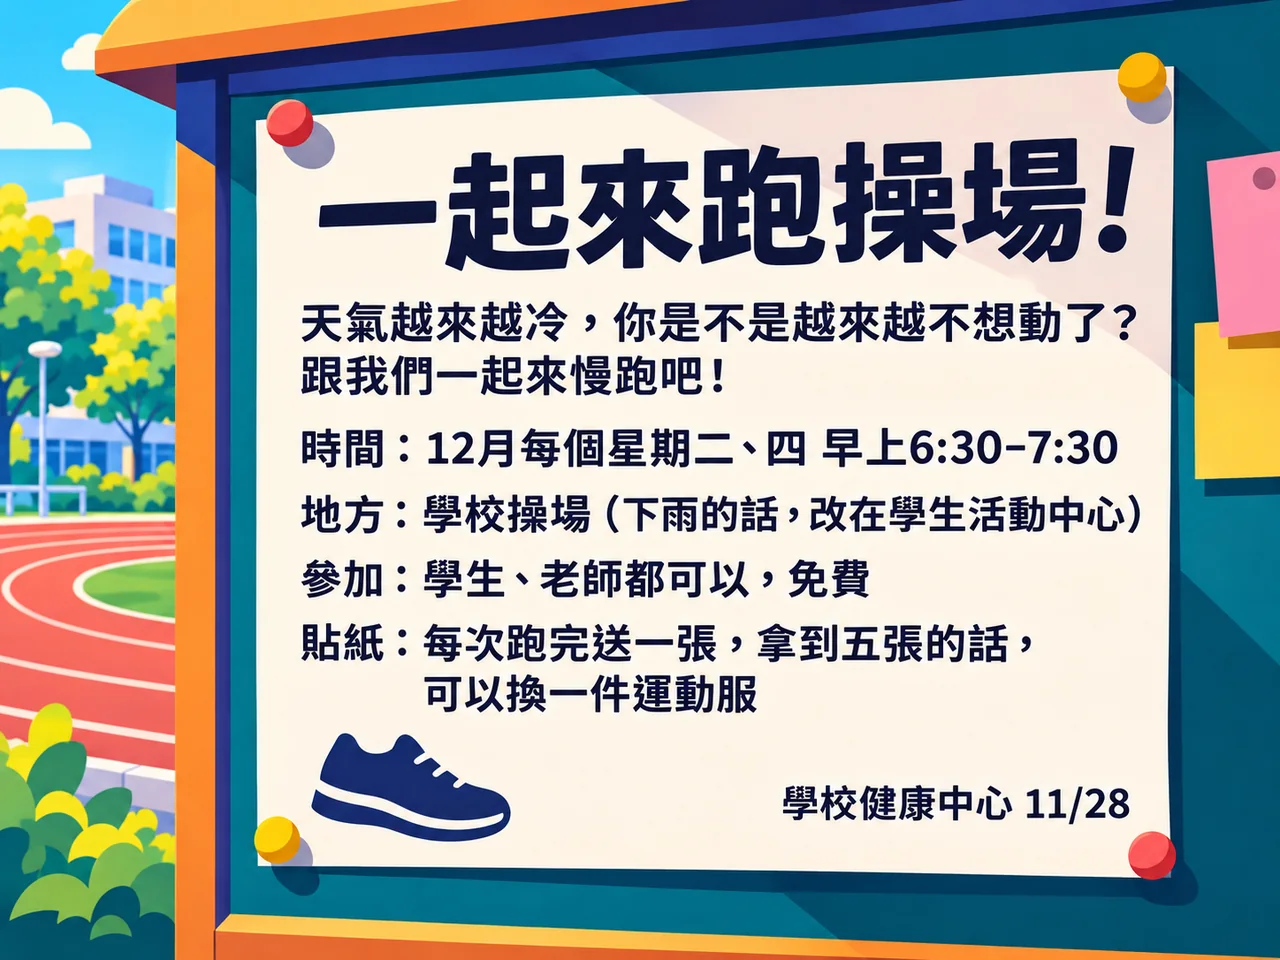 一起來跑操場！
天氣越來越冷，你是不是越來越不想動了？
跟我們一起來慢跑吧！
時間：12月每個星期二、四 早上6:30-7:30
地方：學校操場（下雨的話，改在學生活動中心）
參加：學生、老師都可以，免費
貼紙：每次跑完送一張，拿到五張的話，
可以換一件運動服
學校健康中心 11/28